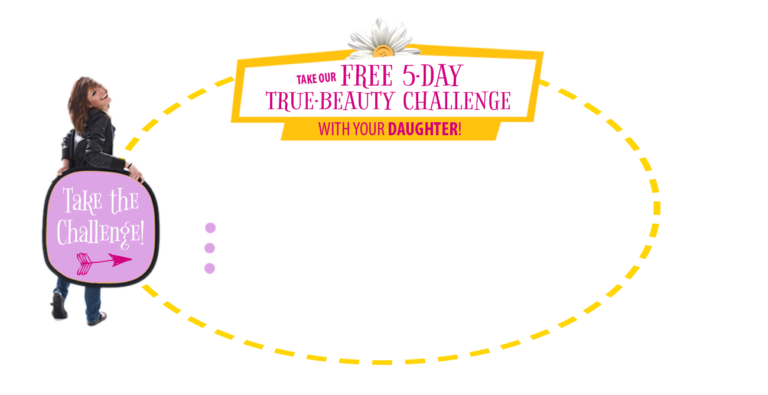 TAKE OUR FREE 5-DAY
TRUE-BEAUTY CHALLENGE
WITH YOUR DAUGHTER!
Take the
Challenge!